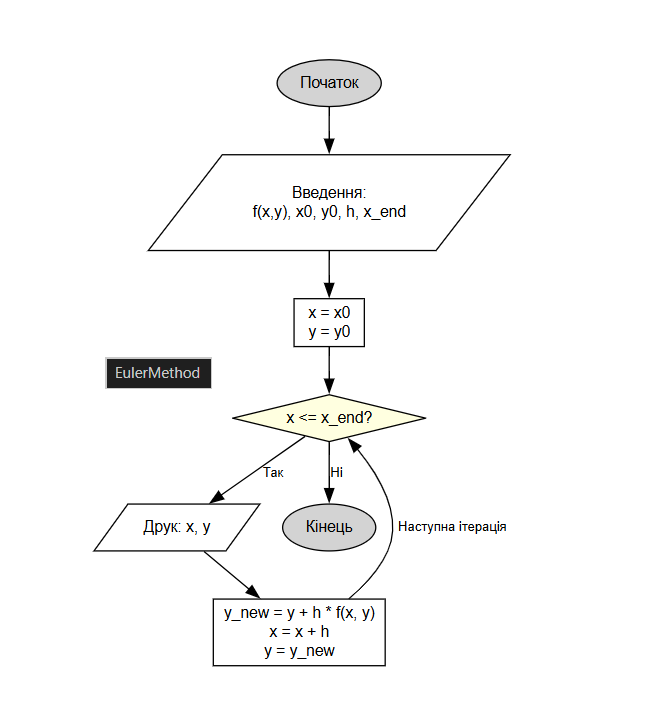 Початок
Введення:
f(x,y), x0, y0, h, x_end
x = x0
y = y0
EulerMethod
x <= x_end?
Так
Ні
Друк: x, y
Кінець
Наступна ітерація
y_new = y + h * f(x, y)
x = x + h
y = y_new